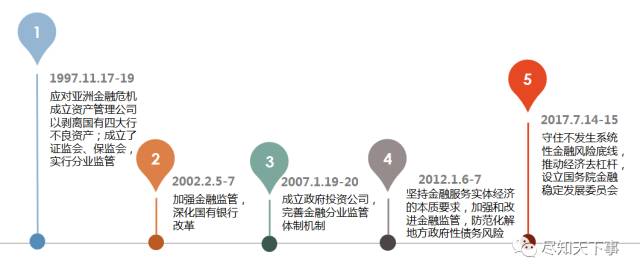 1
1997.11.17-19
应对亚洲金融危机
成立资产管理公司
以剥离国有四大行
不良资产；成立了
证监会、保监会，
实行分业监管
2
2002.2.5-7
加强金融监管，
深化国有银行
改革
3
2007.1.19-20
成立政府投资公司，
完善金融分业监管
体制机制
4
2012.1.6-7
坚持金融服务实体经济
的本质要求，加强和改
进金融监管，防范化解
地方政府性债务风险
5
2017.7.14-15
守住不发生系统
性金融风险底线，
推动经济去杠杆，
设立国务院金融
稳定发展委员会
尽知天下事